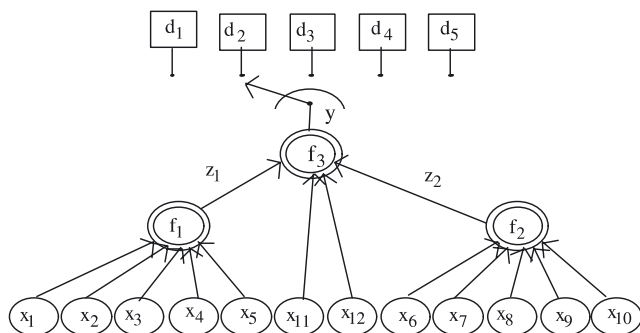 d₁ d₂ d₃ d₄ d₅
y
f₃
z₁ z₂
f₁ f₂
x₁ x₂ x₃ x₄ x₅ x₁₁ x₁₂ x₆ x₇ x₈ x₉ x₁₀